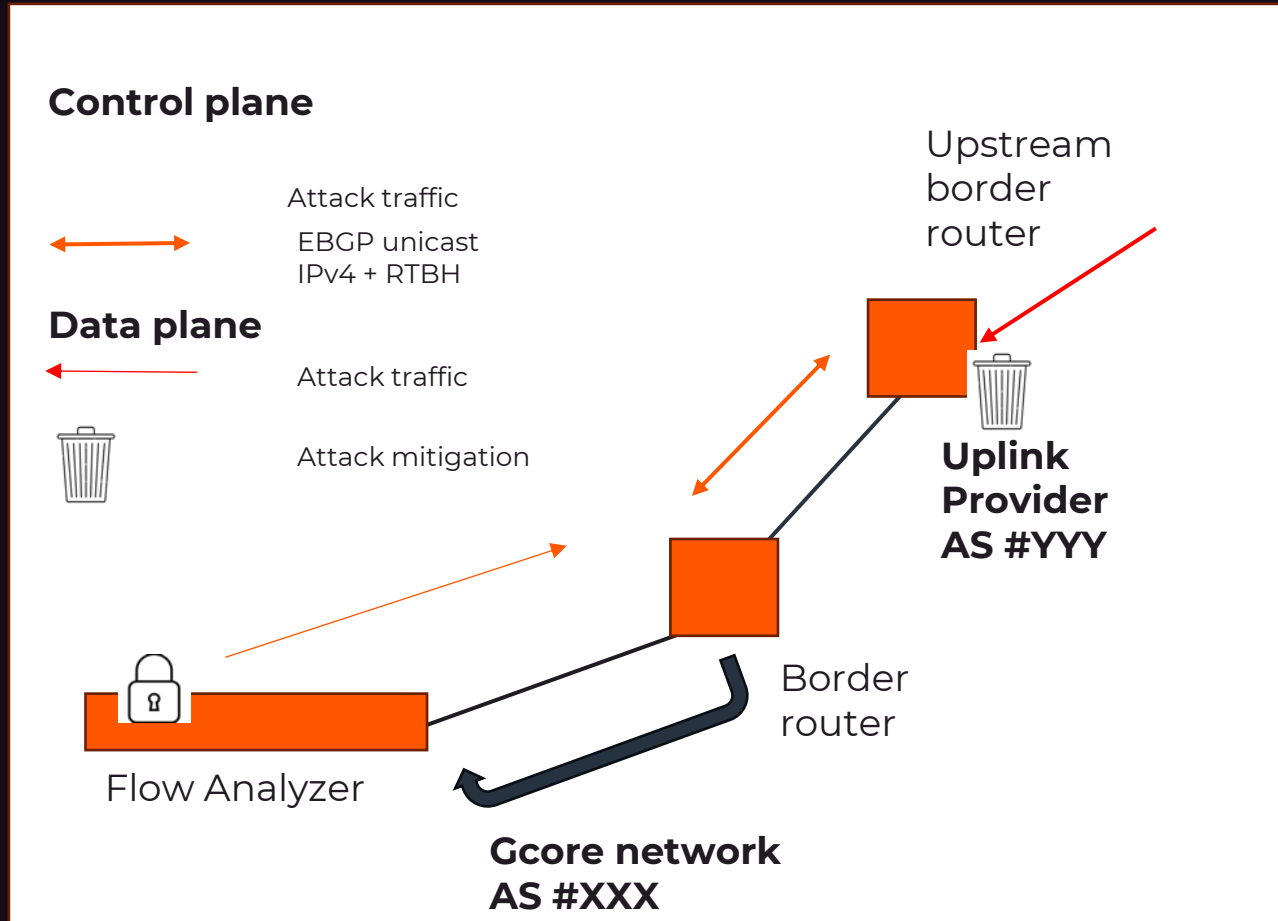 Control plane
Attack traffic
EBGP unicast
IPv4 + RTBH
Data plane
Attack traffic
Attack mitigation
Upstream
border
router
Uplink
Provider
AS #YYY
Border
router
Flow Analyzer
Gcore network
AS #XXX